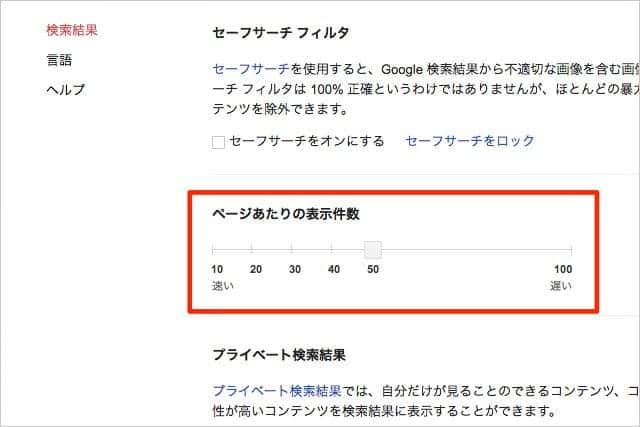 検索結果
言語
ヘルプ
セーフサーチ フィルタ
セーフサーチを使用すると、Google 検索結果から不適切な画像を含む画
ーチ フィルタは 100% 正確というわけではありませんが、ほとんどの暴力
テンツを除外できます。
セーフサーチをオンにする セーフサーチをロック
ページあたりの表示件数
10 20 30 40 50 100
速い 遅い
プライベート検索結果
プライベート検索結果では、自分だけが見ることのできるコンテンツ、コ
性が高いコンテンツを検索結果に表示することができます。